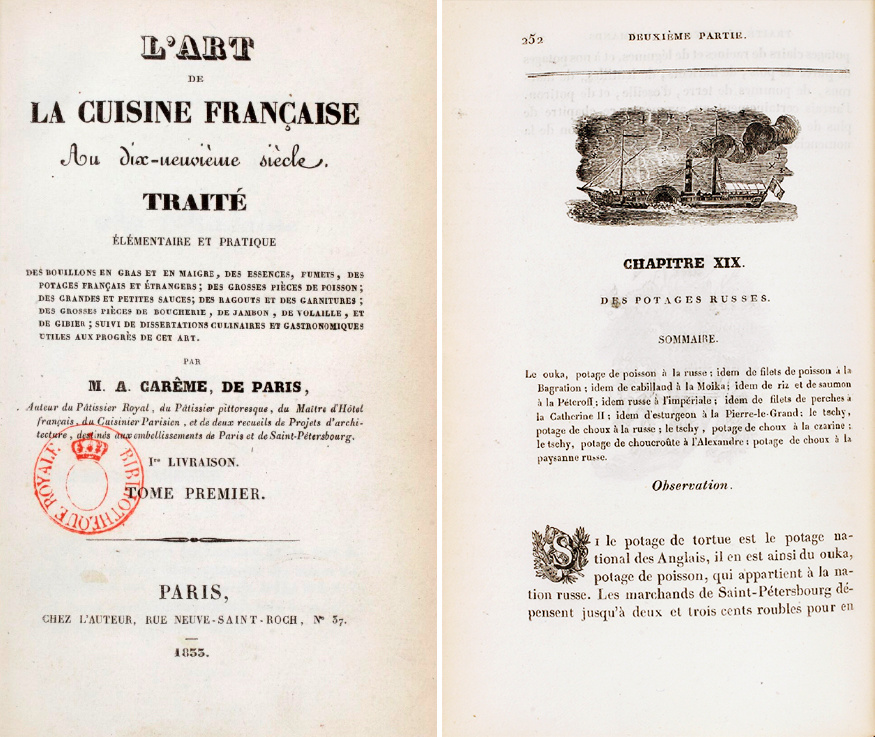 L'ART
DE
LA CUISINE FRANÇAISE
Au dix-neuvième siècle.
TRAITÉ
ÉLÉMENTAIRE ET PRATIQUE
DES BOUILLONS EN GRAS ET EN MAIGRE, DES ESSENCES, FUMETS, DES
POTAGES FRANÇAIS ET ÉTRANGERS; DES GROSSES PIÈCES DE POISSON;
DES GRANDES ET PETITES SAUCES; DES RAGOUTS ET DES GARNITURES;
DES GROSSES PIÈCES DE BOUCHERIE, DE JAMBON, DE VOLAILLE, ET
DE GIBIER; SUIVI DE DISSERTATIONS CULINAIRES ET GASTRONOMIQUES
UTILES AUX PROGRÈS DE CET ART.
PAR
M. A. CARÊME, DE PARIS,
Auteur du Pâtissier Royal, du Pâtissier pittoresque, du Maître d'Hôtel
français, du Cuisinier Parisien, et de deux recueils de Projets d'archi-
tecture, destinés aux embellissements de Paris et de Saint-Pétersbourg.
Ire LIVRAISON.
TOME PREMIER.
BIBLIOTHÈQUE ROYALE
PARIS,
CHEZ L'AUTEUR, RUE NEUVE-SAINT-ROCH, No 37.
1833.
252
DEUXIÈME PARTIE.
CHAPITRE XIX.
DES POTAGES RUSSES.
SOMMAIRE.
Le ouka, potage de poisson à la russe; idem de filets de poisson à la
Bagration; idem de cabillaud à la Moika; idem de riz et de saumon
à la Pétcroff; idem russe à l'impériale; idem de filets de perches à
la Catherine II; idem d'esturgeon à la Pierre-le-Grand; le tschy,
potage de choux à la russe; le tschy, potage de choux à la czarine;
le tschy, potage de choucroûte à l'Alexandre; potage de choux à la
paysanne russe.
Observation.
SI le potage de tortue est le potage na-
tional des Anglais, il en est ainsi du ouka,
potage de poisson, qui appartient à la na-
tion russe. Les marchands de Saint-Pétersbourg dé-
pensent jusqu'à deux et trois cents roubles pour en